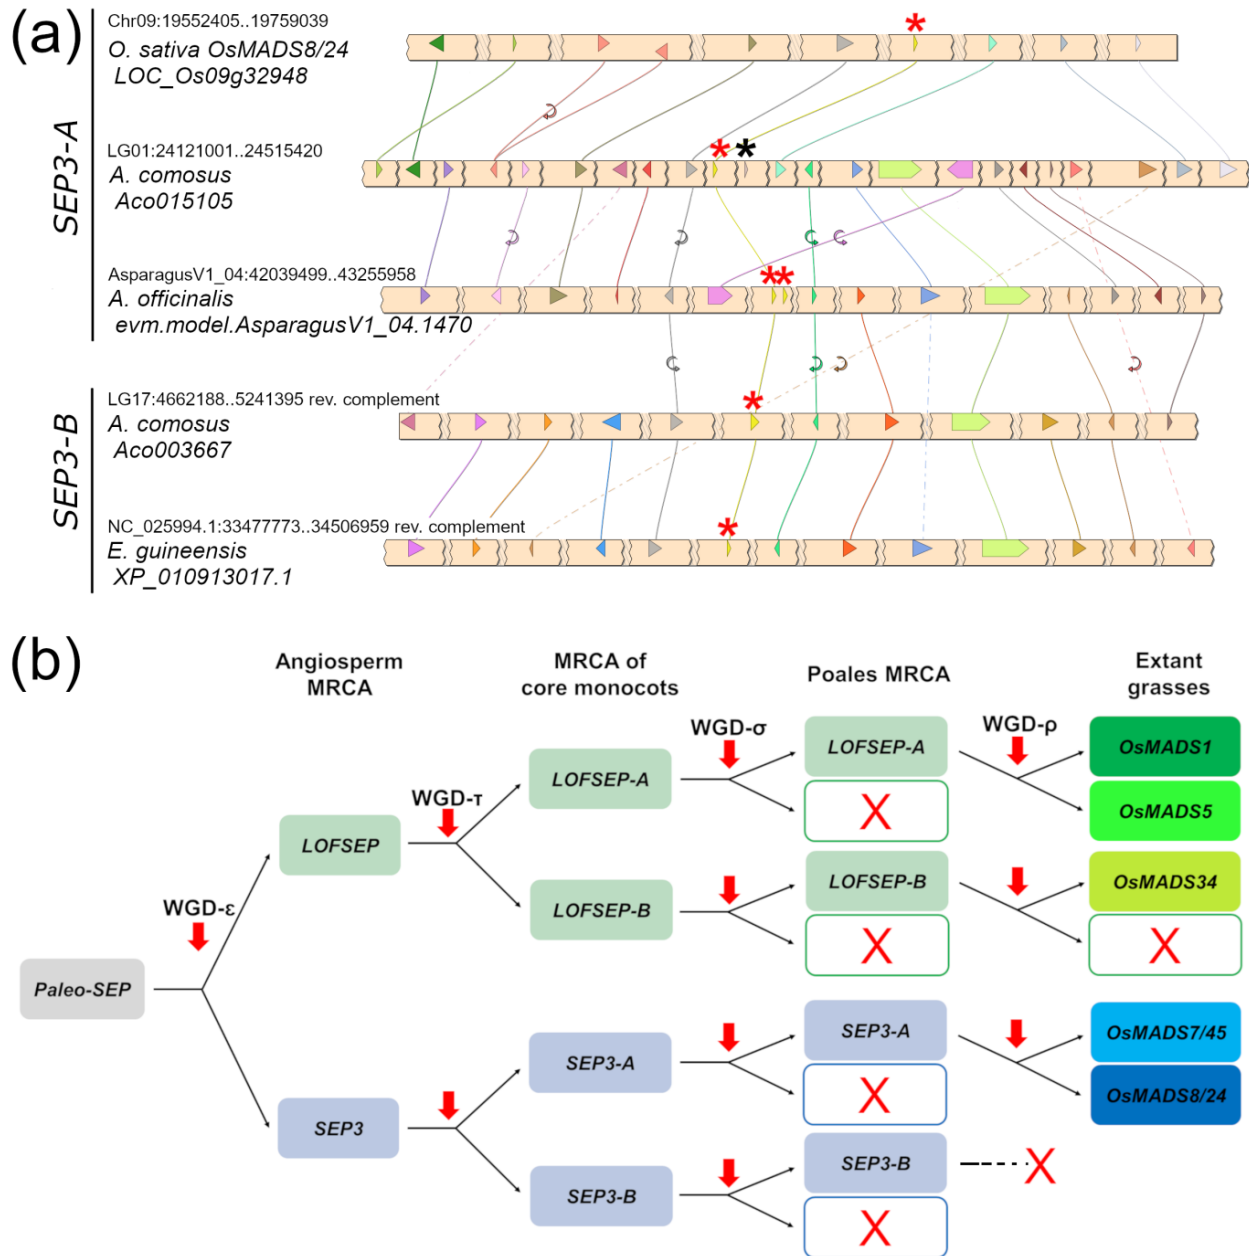 (a)
Chr09:19552405..19759039
O. sativa OsMADS8/24
LOC_Os09g32948
*
SEP3-A
LG01:24121001..24515420
A. comosus
Aco015105
* *
AsparagusV1_04:42039499..43255958
A. officinalis
evm.model.AsparagusV1_04.1470
**
SEP3-B
LG17:4662188..5241395 rev. complement
A. comosus
Aco003667
*
NC_025994.1:33477773..34506959 rev. complement
E. guineensis
XP_010913017.1
*
(b)
Angiosperm
MRCA
MRCA of
core monocots
Poales MRCA
Extant
grasses
WGD-σ
WGD-ρ
LOFSEP-A
OsMADS1
LOFSEP-A
WGD-τ
X
OsMADS5
LOFSEP
LOFSEP-B
OsMADS34
WGD-ε
LOFSEP-B
X
X
Paleo-SEP
SEP3-A
OsMADS7/45
SEP3-A
X
OsMADS8/24
SEP3
SEP3-B
X
SEP3-B
X